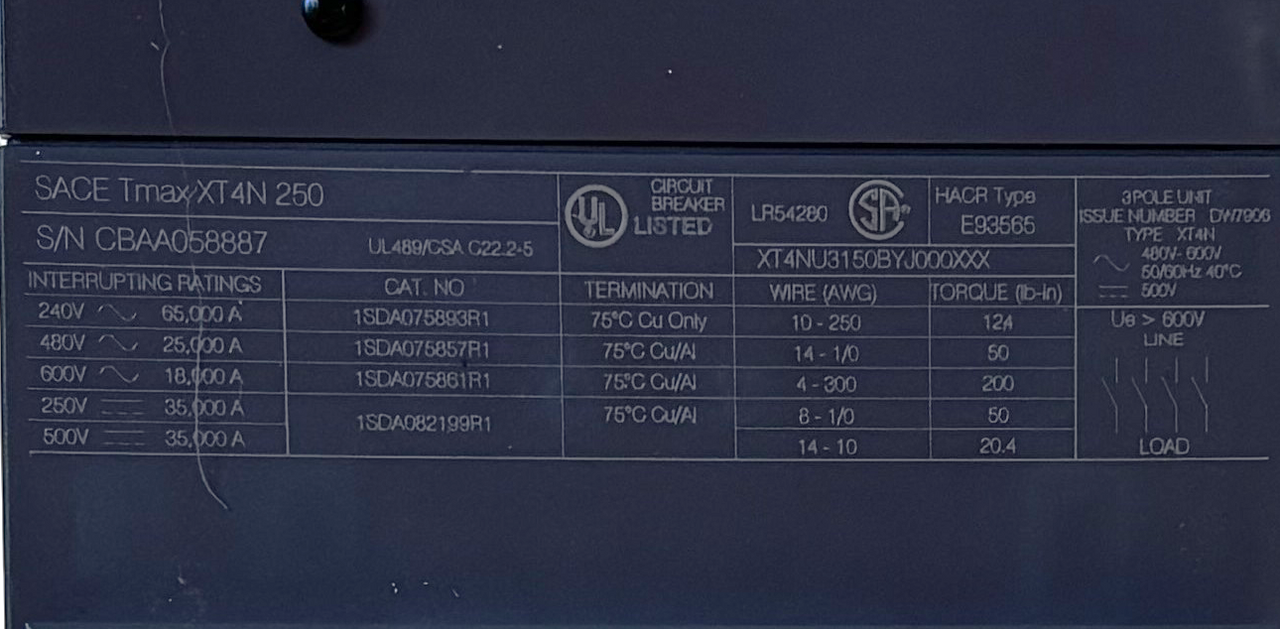 SACE Tmax XT4N 250
S/N CBAA058887
UL489/CSA C22.2-5
UL
CIRCUIT
BREAKER
LISTED
LR54280
SA
HACR Type
E93565
XT4NU3150BYJ000XXX
3POLE UNIT
ISSUE NUMBER DW7906
TYPE XT4N
480V- 600V
50/60Hz 40°C
500V
INTERRUPTING RATINGS CAT. NO TERMINATION WIRE (AWG) TORQUE (lb-in)
240V 65,000 A 1SDA075893R1 75°C Cu Only 10 - 250 124
480V 25,000 A 1SDA075857R1 75°C Cu/Al 14 - 1/0 50
600V 18,000 A 1SDA075861R1 75°C Cu/Al 4 - 300 200
250V 35,000 A 1SDA082199R1 75°C Cu/Al 8 - 1/0 50
500V 35,000 A 14 - 10 20.4
Ue > 600V
LINE
LOAD